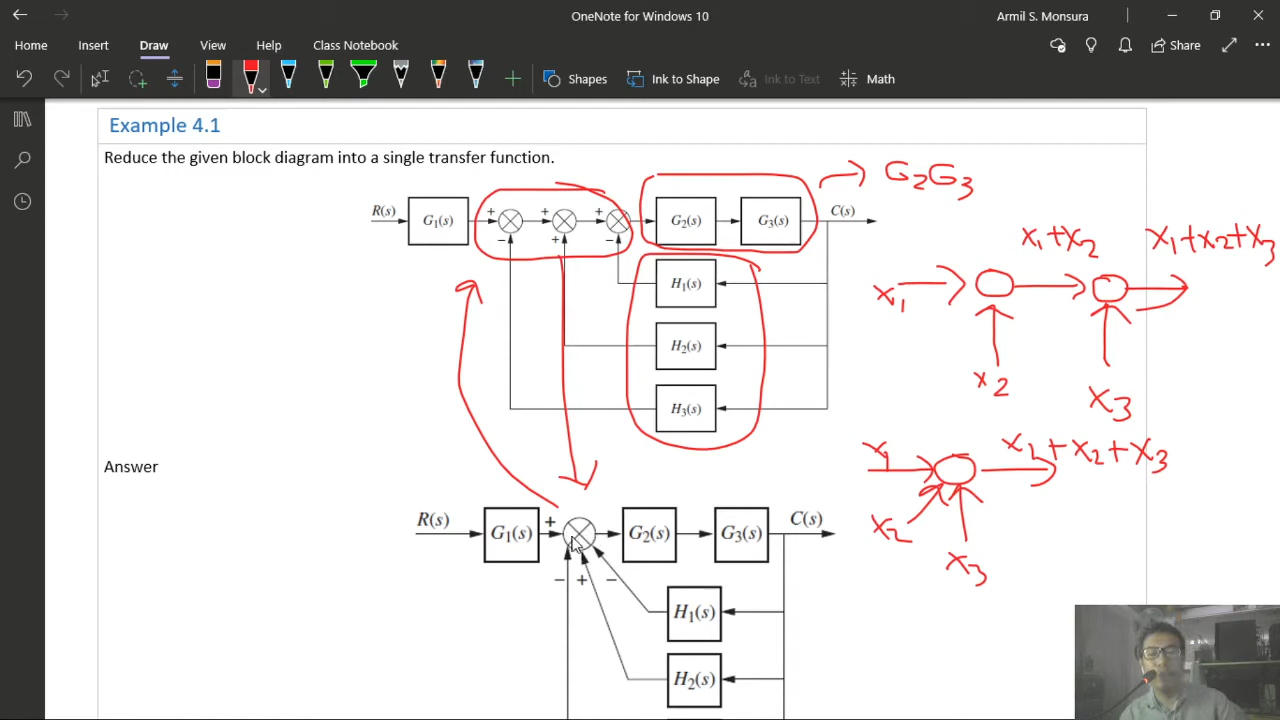 OneNote for Windows 10
Armil S. Monsura
Home Insert Draw View Help Class Notebook
Share
Shapes Ink to Shape Ink to Text Math
Example 4.1
Reduce the given block diagram into a single transfer function.
G2G3
R(s) G1(s) + − + + + − G2(s) G3(s) C(s)
H1(s)
H2(s)
H3(s)
x1 x1+x2 x1+x2+x3
x2 x3
Answer
x1 x1+x2+x3
x2
x3
R(s) G1(s) + G2(s) G3(s) C(s)
− + −
H1(s)
H2(s)